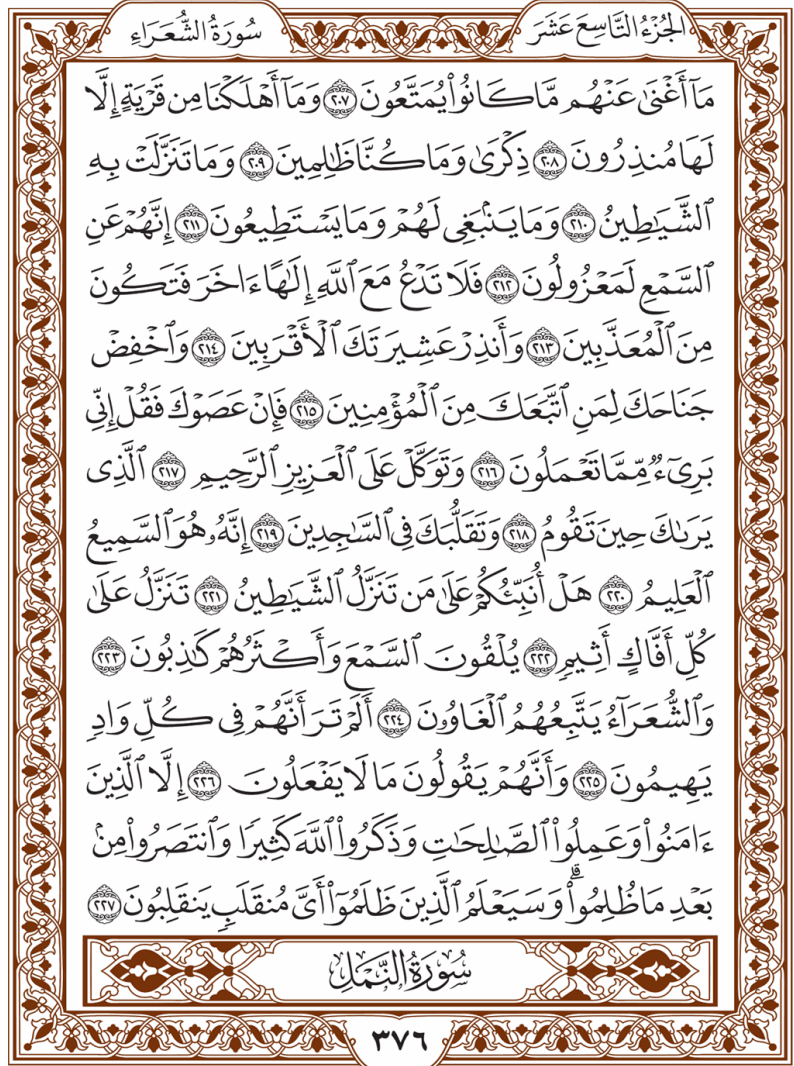 الجُزْءُ التَّاسِعَ عَشَرَ
سُورَةُ الشُّعَرَاءِ
مَآ أَغْنَىٰ عَنْهُم مَّا كَانُوا۟ يُمَتَّعُونَ ٢٠٧ وَمَآ أَهْلَكْنَا مِن قَرْيَةٍ إِلَّا
لَهَا مُنذِرُونَ ٢٠٨ ذِكْرَىٰ وَمَا كُنَّا ظَٰلِمِينَ ٢٠٩ وَمَا تَنَزَّلَتْ بِهِ
ٱلشَّيَٰطِينُ ٢١٠ وَمَا يَنۢبَغِى لَهُمْ وَمَا يَسْتَطِيعُونَ ٢١١ إِنَّهُمْ عَنِ
ٱلسَّمْعِ لَمَعْزُولُونَ ٢١٢ فَلَا تَدْعُ مَعَ ٱللَّهِ إِلَٰهًا ءَاخَرَ فَتَكُونَ
مِنَ ٱلْمُعَذَّبِينَ ٢١٣ وَأَنذِرْ عَشِيرَتَكَ ٱلْأَقْرَبِينَ ٢١٤ وَٱخْفِضْ
جَنَاحَكَ لِمَنِ ٱتَّبَعَكَ مِنَ ٱلْمُؤْمِنِينَ ٢١٥ فَإِنْ عَصَوْكَ فَقُلْ إِنِّى
بَرِىٓءٌ مِّمَّا تَعْمَلُونَ ٢١٦ وَتَوَكَّلْ عَلَى ٱلْعَزِيزِ ٱلرَّحِيمِ ٢١٧ ٱلَّذِى
يَرَىٰكَ حِينَ تَقُومُ ٢١٨ وَتَقَلُّبَكَ فِى ٱلسَّٰجِدِينَ ٢١٩ إِنَّهُۥ هُوَ ٱلسَّمِيعُ
ٱلْعَلِيمُ ٢٢٠ هَلْ أُنَبِّئُكُمْ عَلَىٰ مَن تَنَزَّلُ ٱلشَّيَٰطِينُ ٢٢١ تَنَزَّلُ عَلَىٰ
كُلِّ أَفَّاكٍ أَثِيمٍ ٢٢٢ يُلْقُونَ ٱلسَّمْعَ وَأَكْثَرُهُمْ كَٰذِبُونَ ٢٢٣
وَٱلشُّعَرَآءُ يَتَّبِعُهُمُ ٱلْغَاوُۥنَ ٢٢٤ أَلَمْ تَرَ أَنَّهُمْ فِى كُلِّ وَادٍ
يَهِيمُونَ ٢٢٥ وَأَنَّهُمْ يَقُولُونَ مَا لَا يَفْعَلُونَ ٢٢٦ إِلَّا ٱلَّذِينَ
ءَامَنُوا۟ وَعَمِلُوا۟ ٱلصَّٰلِحَٰتِ وَذَكَرُوا۟ ٱللَّهَ كَثِيرًا وَٱنتَصَرُوا۟ مِنۢ
بَعْدِ مَا ظُلِمُوا۟ ۗ وَسَيَعْلَمُ ٱلَّذِينَ ظَلَمُوٓا۟ أَىَّ مُنقَلَبٍ يَنقَلِبُونَ ٢٢٧
سُورَةُ النَّمْلِ
٣٧٦